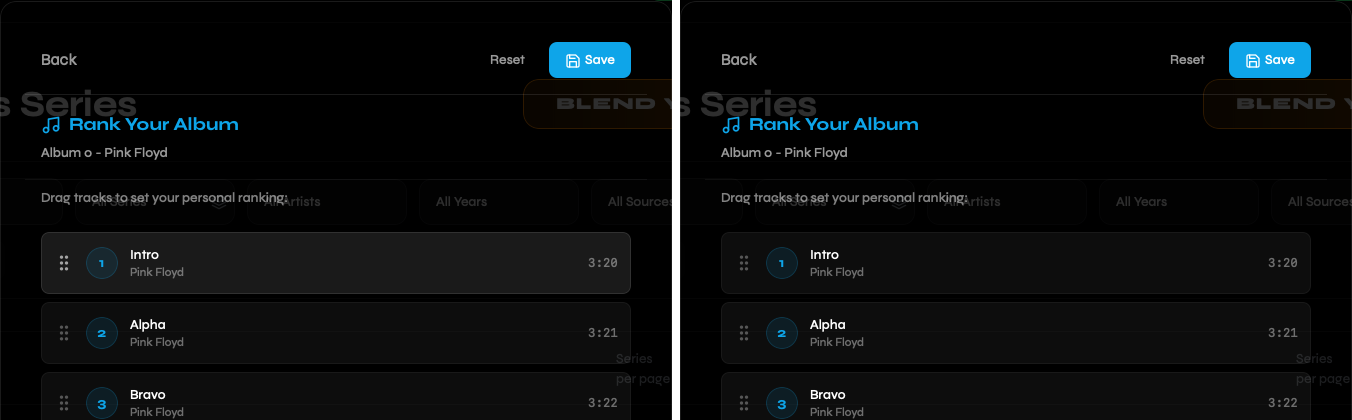 Back Reset Save
s Series BLEND Y
Rank Your Album
Album o - Pink Floyd
Drag tracks to set your personal ranking:
All Series All Artists All Years All Sources
1 Intro 3:20
Pink Floyd
2 Alpha 3:21
Pink Floyd
Series
per page
3 Bravo 3:22
Pink Floyd
Back Reset Save
s Series BLEND Y
Rank Your Album
Album o - Pink Floyd
Drag tracks to set your personal ranking:
All Series All Artists All Years All Sources
1 Intro 3:20
Pink Floyd
2 Alpha 3:21
Pink Floyd
Series
per page
3 Bravo 3:22
Pink Floyd